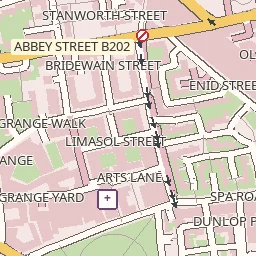 STANWORTH STREET
ABBEY STREET B202
BRIDEWAIN STREET
OL
ENID STREE
GRANGE WALK
LIMASOL STREET
ANGE
ARTS LANE
GRANGE YARD
SPA ROA
DUNLOP P